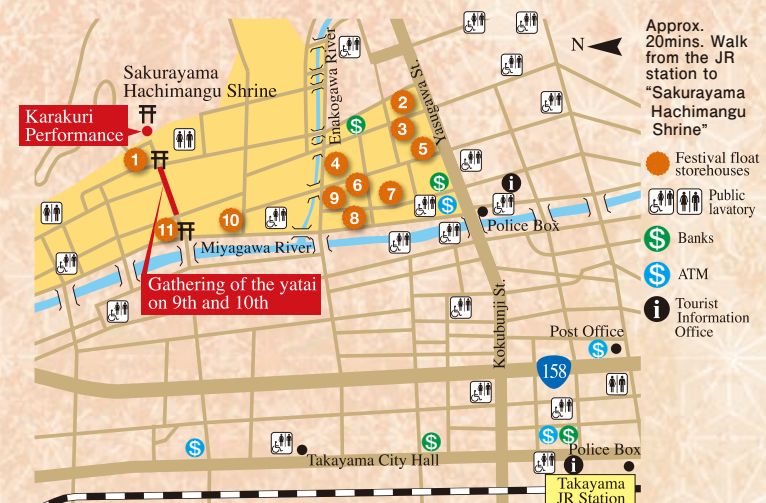 Approx.
20mins. Walk
from the JR
station to
“Sakurayama
Hachimangu
Shrine”
N
Sakurayama
Hachimangu Shrine
Karakuri
Performance
Enakogawa River
Yasugawa St.
1
2
3
4
5
6
7
8
9
10
11
Festival float
storehouses
Public
lavatory
$
Banks
$
ATM
i
Tourist
Information
Office
$
$
$
i
Police Box
Miyagawa River
Gathering of the yatai
on 9th and 10th
Kokubunji St.
Post Office
$
158
$
$
$
$
Takayama City Hall
Police Box
i
Takayama
JR Station